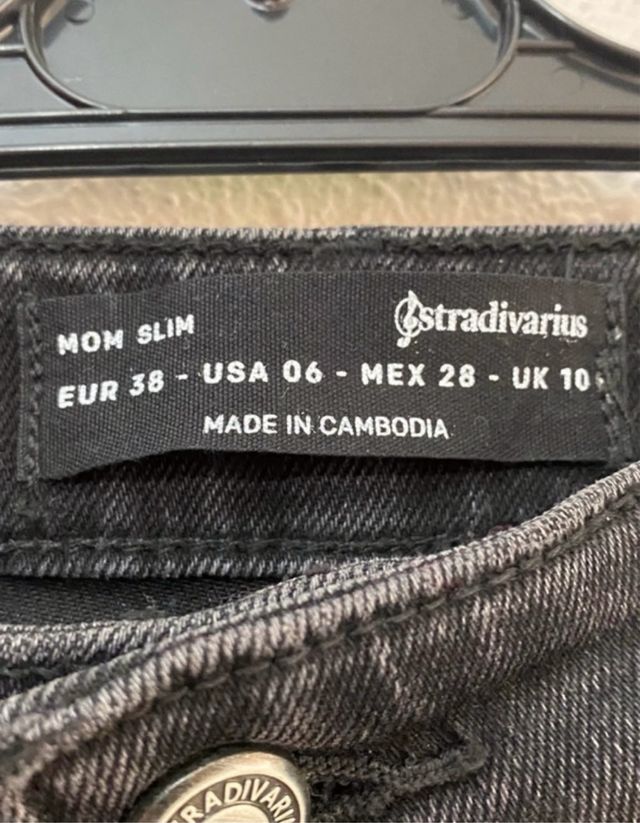 MOM SLIM
stradivarius
EUR 38 - USA 06 - MEX 28 - UK 10
MADE IN CAMBODIA